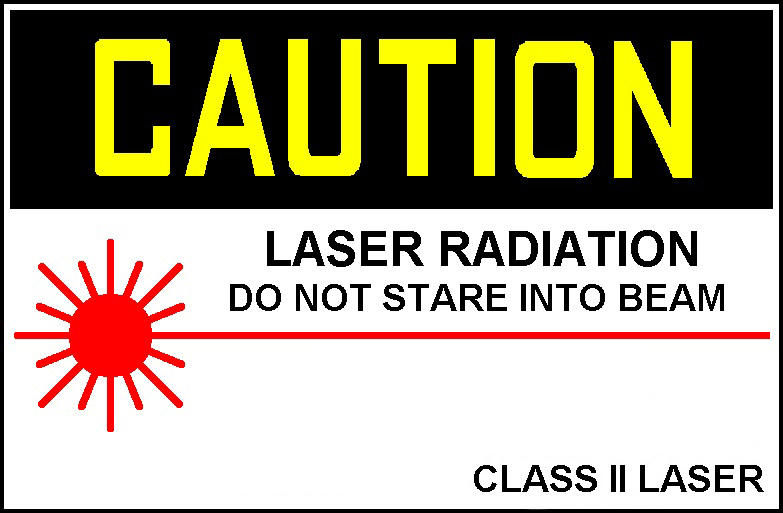 CAUTION
LASER RADIATION
DO NOT STARE INTO BEAM
CLASS II LASER